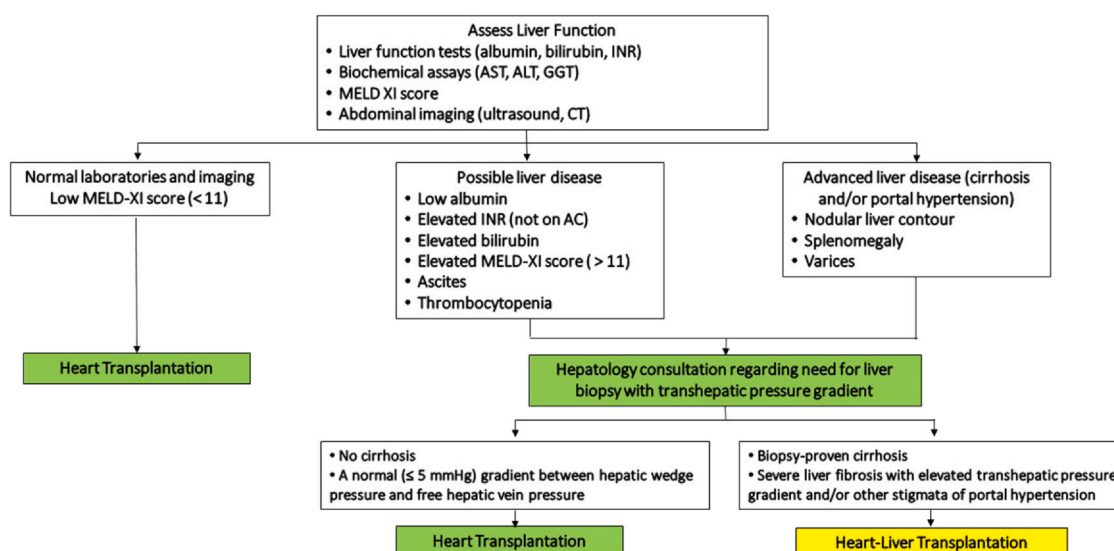 Assess Liver Function
• Liver function tests (albumin, bilirubin, INR)
• Biochemical assays (AST, ALT, GGT)
• MELD XI score
• Abdominal imaging (ultrasound, CT)
Normal laboratories and imaging
Low MELD-XI score (< 11)
Possible liver disease
• Low albumin
• Elevated INR (not on AC)
• Elevated bilirubin
• Elevated MELD-XI score ( > 11)
• Ascites
• Thrombocytopenia
Advanced liver disease (cirrhosis
and/or portal hypertension)
• Nodular liver contour
• Splenomegaly
• Varices
Heart Transplantation
Hepatology consultation regarding need for liver
biopsy with transhepatic pressure gradient
• No cirrhosis
• A normal (≤ 5 mmHg) gradient between hepatic wedge
pressure and free hepatic vein pressure
• Biopsy-proven cirrhosis
• Severe liver fibrosis with elevated transhepatic pressure
gradient and/or other stigmata of portal hypertension
Heart Transplantation
Heart-Liver Transplantation